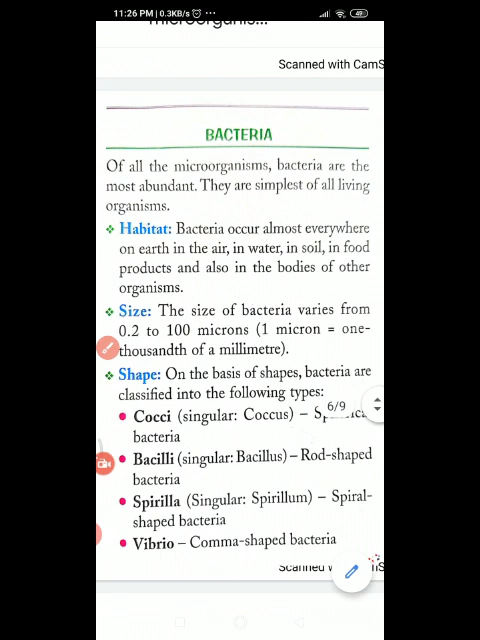 11:26 PM | 0.3KB/s ...
Scanned with CamS
BACTERIA
Of all the microorganisms, bacteria are the
most abundant. They are simplest of all living
organisms.
❖ Habitat: Bacteria occur almost everywhere
on earth in the air, in water, in soil, in food
products and also in the bodies of other
organisms.
❖ Size: The size of bacteria varies from
0.2 to 100 microns (1 micron = one-
thousandth of a millimetre).
❖ Shape: On the basis of shapes, bacteria are
classified into the following types:
• Cocci (singular: Coccus) –
6/9
bacteria
• Bacilli (singular: Bacillus) – Rod-shaped
bacteria
• Spirilla (Singular: Spirillum) – Spiral-
shaped bacteria
• Vibrio – Comma-shaped bacteria